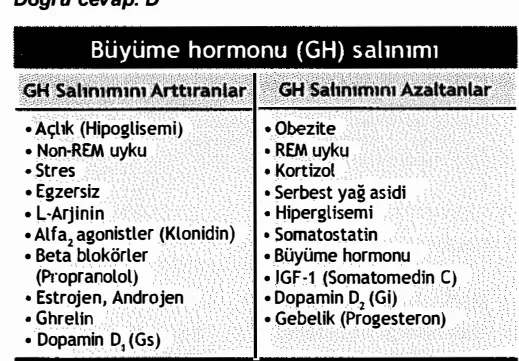 Doğru cevap: D
Büyüme hormonu (GH) salınımı
GH Salınımını Arttıranlar
• Açlık (Hipoglisemi)
• Non-REM uyku
• Stres
• Egzersiz
• L-Arjinin
• Alfa₂ agonistler (Klonidin)
• Beta blokörler
(Propranolol)
• Estrojen, Androjen
• Ghrelin
• Dopamin D₁ (Gs)
GH Salınımını Azaltanlar
• Obezite
• REM uyku
• Kortizol
• Serbest yağ asidi
• Hiperglisemi
• Somatostatin
• Büyüme hormonu
• IGF-1 (Somatomedin C)
• Dopamin D₂ (Gi)
• Gebelik (Progesteron)